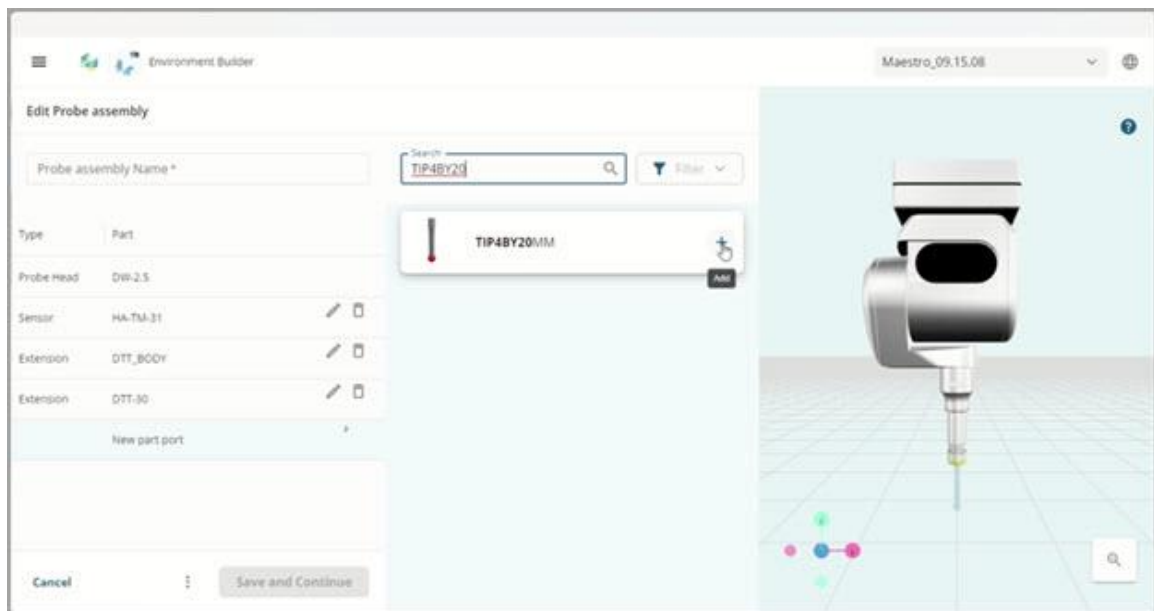 Environment Builder
Maestro_09.15.08
Edit Probe assembly
Probe assembly Name *
Search
TIP4BY20
Filter
Type Part
TIP4BY20MM
Add
Probe Head DW-2.5
Sensor HA-TM-31
Extension DTT_BODY
Extension DTT-30
New part port
Cancel
Save and Continue